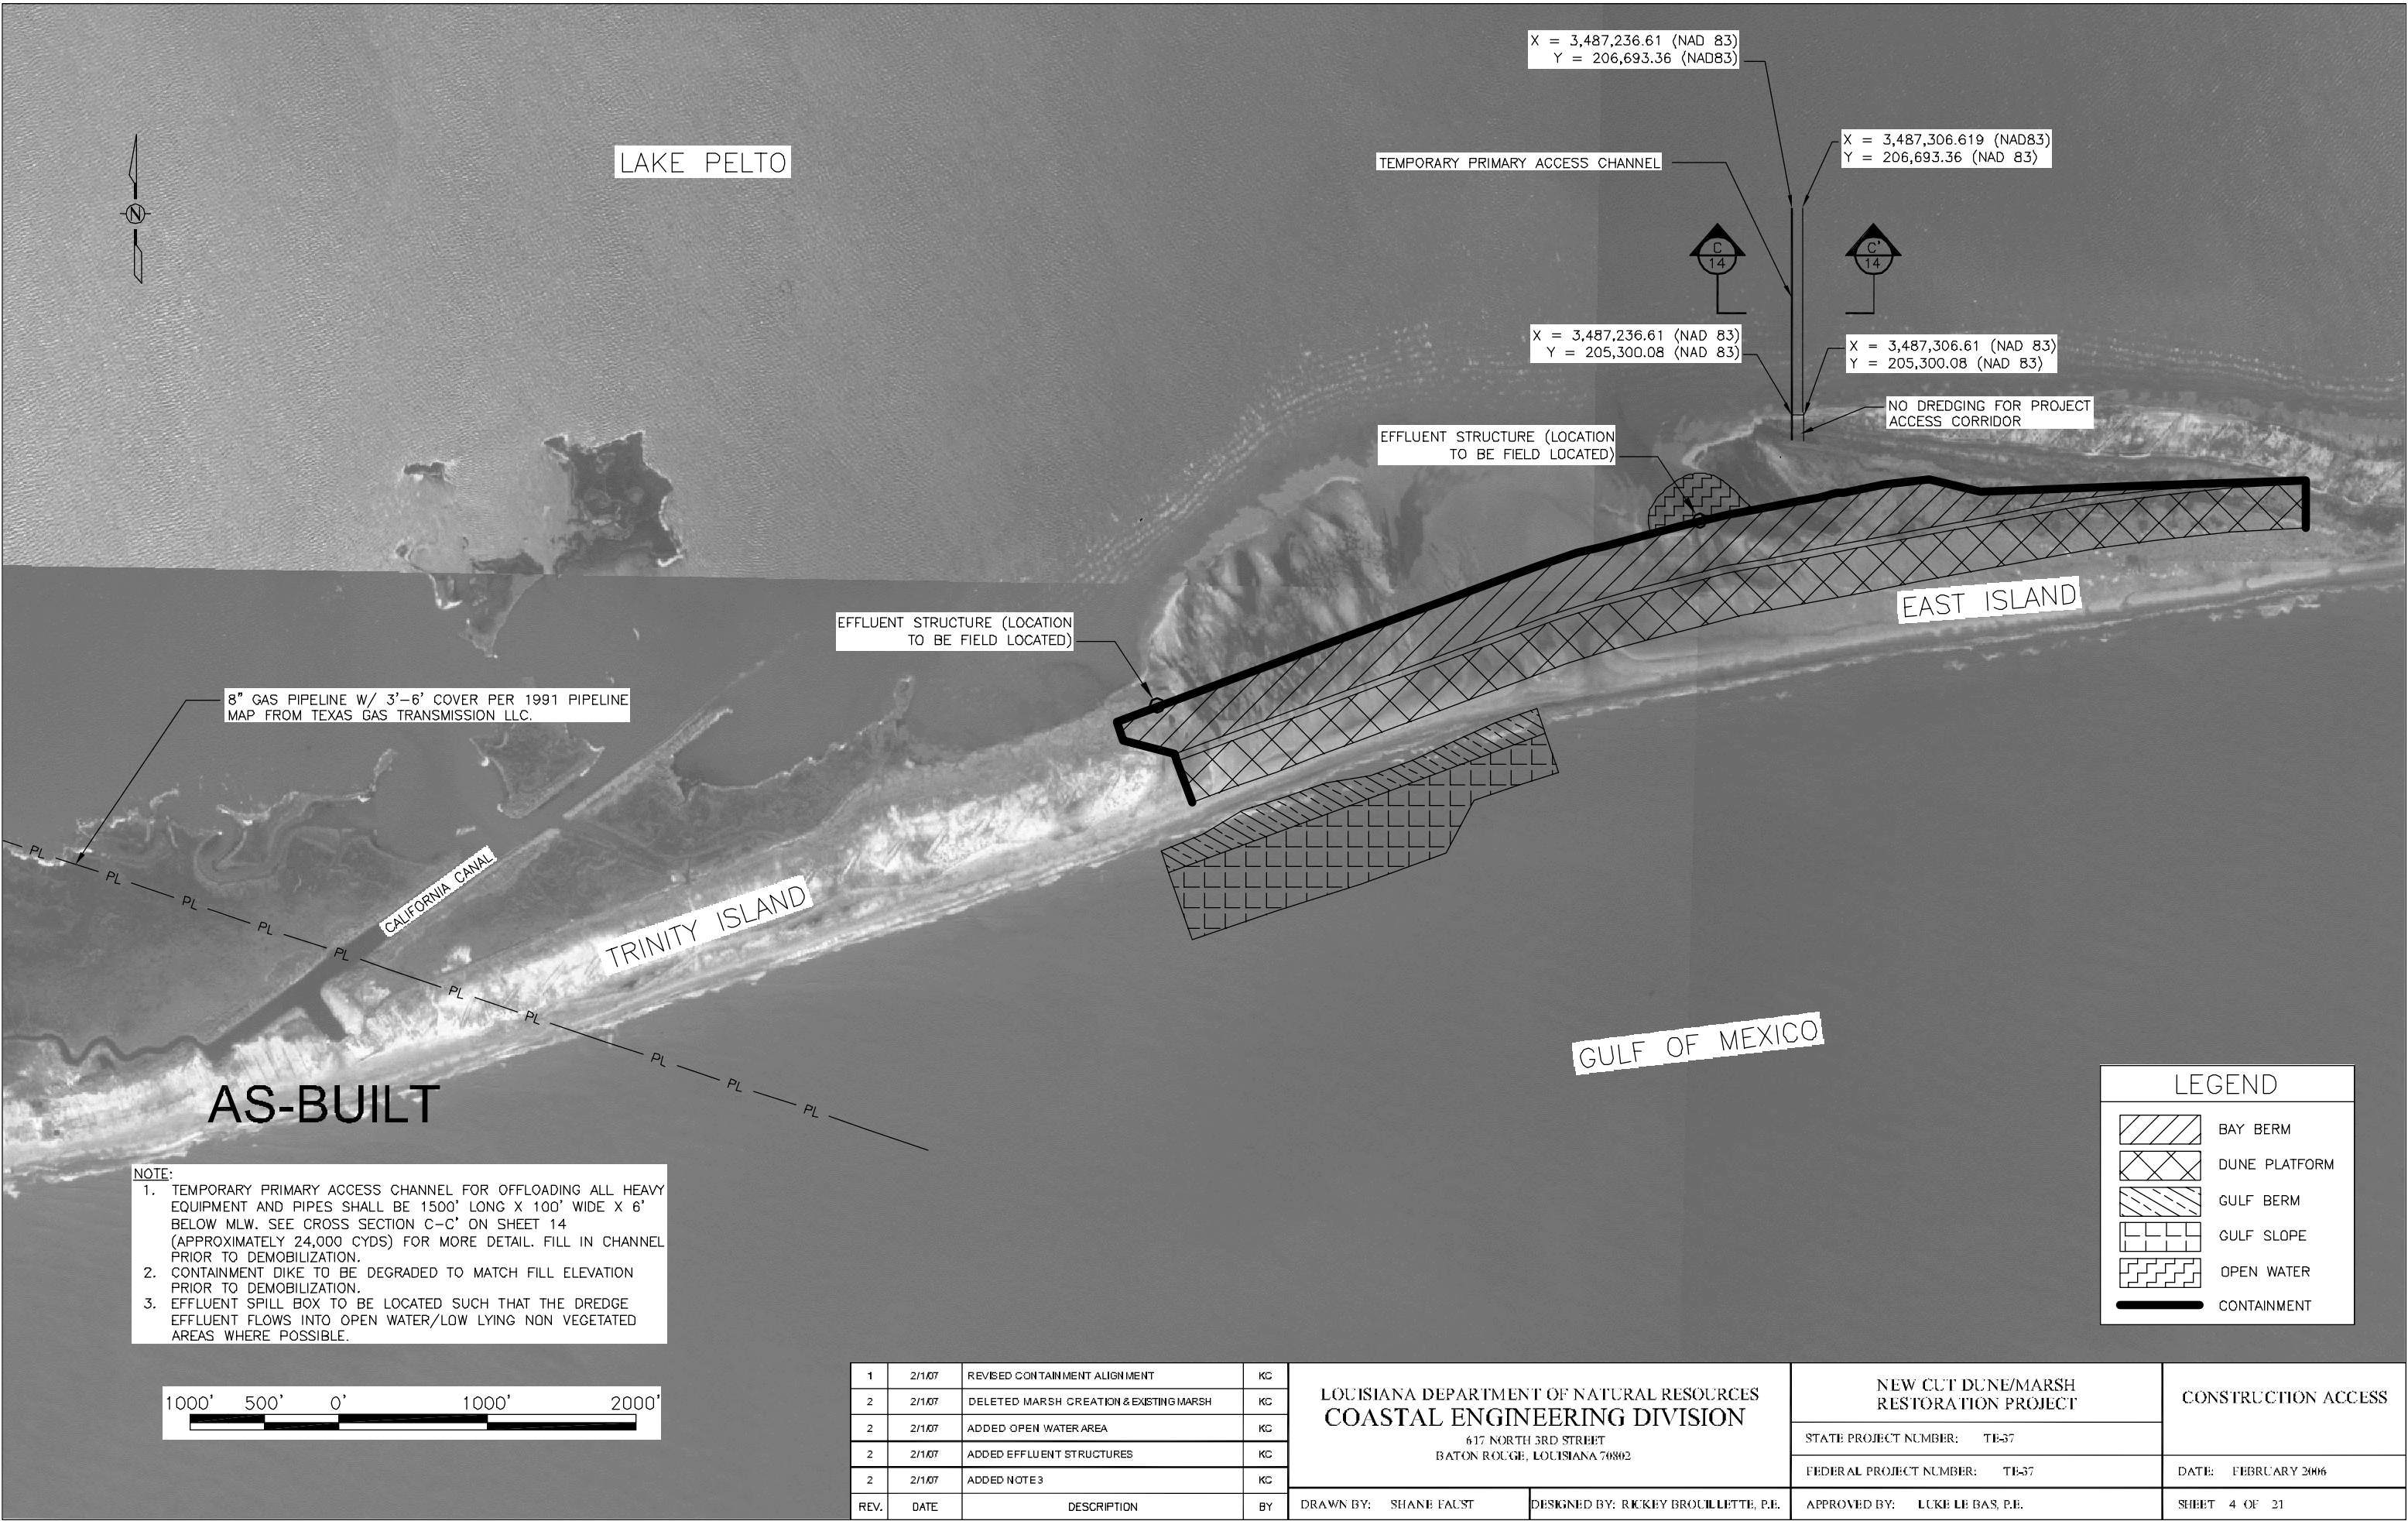 X = 3,487,236.61 (NAD 83)
Y = 206,693.36 (NAD83)
X = 3,487,306.619 (NAD83)
Y = 206,693.36 (NAD 83)
LAKE PELTO
TEMPORARY PRIMARY ACCESS CHANNEL
N
C
14
C'
14
X = 3,487,236.61 (NAD 83)
Y = 205,300.08 (NAD 83)
X = 3,487,306.61 (NAD 83)
Y = 205,300.08 (NAD 83)
NO DREDGING FOR PROJECT
ACCESS CORRIDOR
EFFLUENT STRUCTURE (LOCATION
TO BE FIELD LOCATED)
EAST ISLAND
EFFLUENT STRUCTURE (LOCATION
TO BE FIELD LOCATED)
8" GAS PIPELINE W/ 3'-6' COVER PER 1991 PIPELINE
MAP FROM TEXAS GAS TRANSMISSION LLC.
PL
PL
PL
PL
PL
PL
PL
PL
PL
PL
CALIFORNIA CANAL
TRINITY ISLAND
GULF OF MEXICO
AS-BUILT
LEGEND
BAY BERM
DUNE PLATFORM
GULF BERM
GULF SLOPE
OPEN WATER
CONTAINMENT
NOTE:
1. TEMPORARY PRIMARY ACCESS CHANNEL FOR OFFLOADING ALL HEAVY
EQUIPMENT AND PIPES SHALL BE 1500' LONG X 100' WIDE X 6'
BELOW MLW. SEE CROSS SECTION C-C' ON SHEET 14
(APPROXIMATELY 24,000 CYDS) FOR MORE DETAIL. FILL IN CHANNEL
PRIOR TO DEMOBILIZATION.
2. CONTAINMENT DIKE TO BE DEGRADED TO MATCH FILL ELEVATION
PRIOR TO DEMOBILIZATION.
3. EFFLUENT SPILL BOX TO BE LOCATED SUCH THAT THE DREDGE
EFFLUENT FLOWS INTO OPEN WATER/LOW LYING NON VEGETATED
AREAS WHERE POSSIBLE.
1000' 500' 0' 1000' 2000'
1 2/1/07 REVISED CONTAINMENT ALIGNMENT KC
2 2/1/07 DELETED MARSH CREATION & EXISTING MARSH KC
2 2/1/07 ADDED OPEN WATER AREA KC
2 2/1/07 ADDED EFFLUENT STRUCTURES KC
2 2/1/07 ADDED NOTE 3 KC
REV. DATE DESCRIPTION BY
LOUISIANA DEPARTMENT OF NATURAL RESOURCES
COASTAL ENGINEERING DIVISION
617 NORTH 3RD STREET
BATON ROUGE, LOUISIANA 70802
DRAWN BY: SHANE FAUST
DESIGNED BY: RICKEY BROUILLETTE, P.E.
NEW CUT DUNE/MARSH
RESTORATION PROJECT
STATE PROJECT NUMBER: TE-37
FEDERAL PROJECT NUMBER: TE-37
APPROVED BY: LUKE LE BAS, P.E.
CONSTRUCTION ACCESS
DATE: FEBRUARY 2006
SHEET 4 OF 21